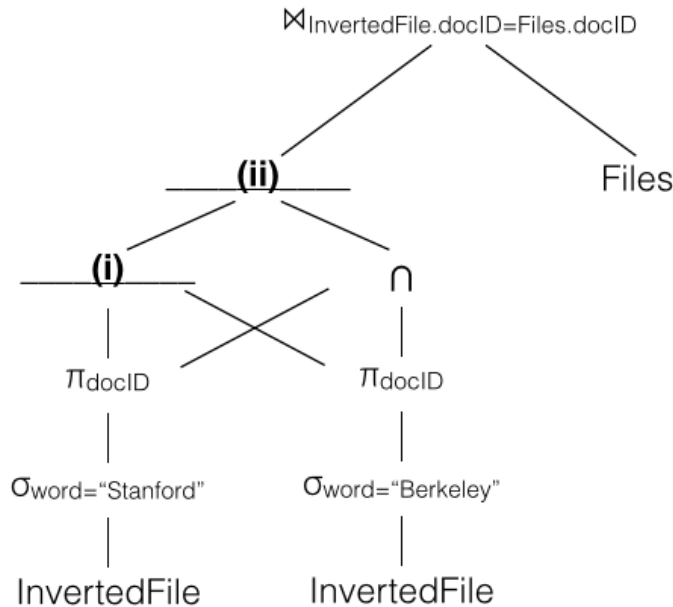 ⋈InvertedFile.docID=Files.docID
(ii)
Files
(i)
∩
πdocID
πdocID
σword=“Stanford”
σword=“Berkeley”
InvertedFile
InvertedFile